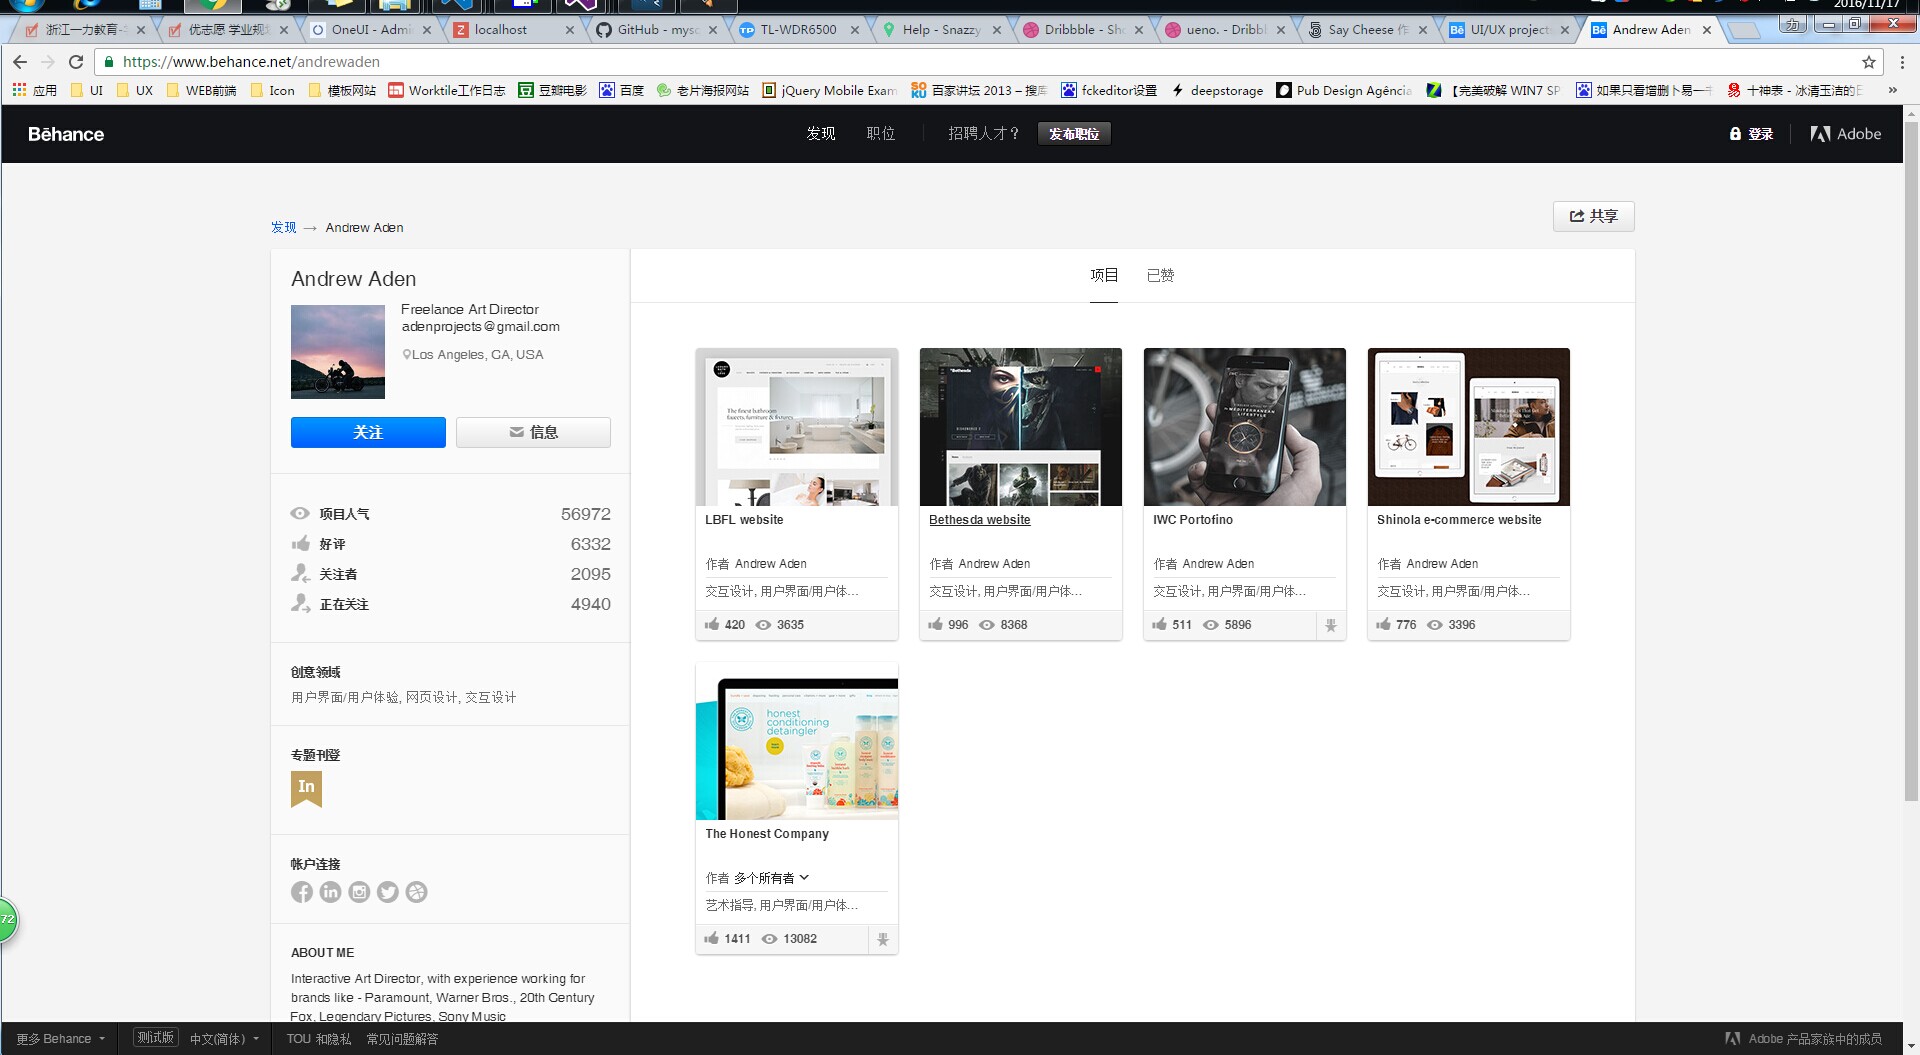 2016/11/17
浙江一力教育-
优志愿 学业规
OneUI - Admi
localhost
GitHub - mysc
TL-WDR6500
Help - Snazzy
Dribbble - Sho
ueno. - Dribbl
Say Cheese 作
UI/UX project
Andrew Aden
https://www.behance.net/andrewaden
应用 UI UX WEB前端 Icon 模板网站 Worktile工作日志 豆瓣电影 百度 老片海报网站 jQuery Mobile Exam 百家讲坛 2013 – 搜库 fckeditor设置 deepstorage Pub Design Agência 【完美破解 WIN7 SP 如果只看增删卜易一 十神表 - 冰清玉洁的 »
Bēhance 发现 职位 招聘人才？ 发布职位 登录 Adobe
共享
发现 → Andrew Aden
Andrew Aden
Freelance Art Director
adenprojects@gmail.com
Los Angeles, CA, USA
关注 信息
项目人气 56972
好评 6332
关注者 2095
正在关注 4940
创意领域
用户界面/用户体验, 网页设计, 交互设计
专题刊登
In
帐户连接
ABOUT ME
Interactive Art Director, with experience working for
brands like - Paramount, Warner Bros., 20th Century
Fox, Legendary Pictures, Sony Music
项目 已赞
The finest bathroom
faucets, furniture & fixtures
LBFL website
作者 Andrew Aden
交互设计, 用户界面/用户体...
420 3635
Bethesda
Bethesda website
作者 Andrew Aden
交互设计, 用户界面/用户体...
996 8368
IWC
MEDITERRANEAN
LIFESTYLE
IWC Portofino
作者 Andrew Aden
交互设计, 用户界面/用户体...
511 5896
Shinola e-commerce website
作者 Andrew Aden
交互设计, 用户界面/用户体...
776 3396
honest
conditioning
detangler
The Honest Company
作者 多个所有者
艺术指导, 用户界面/用户体...
1411 13082
72
更多 Behance 测试版 中文(简体) TOU 和隐私 常见问题解答 Adobe 产品家族中的成员